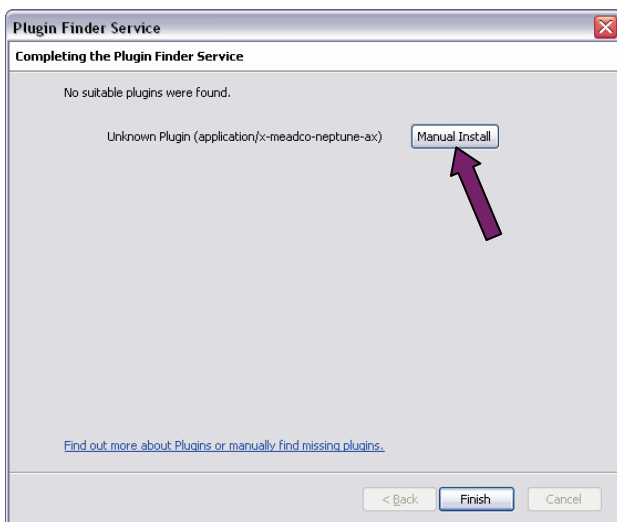 Plugin Finder Service
Completing the Plugin Finder Service
No suitable plugins were found.
Unknown Plugin (application/x-meadco-neptune-ax) Manual Install
Find out more about Plugins or manually find missing plugins.
< Back Finish Cancel